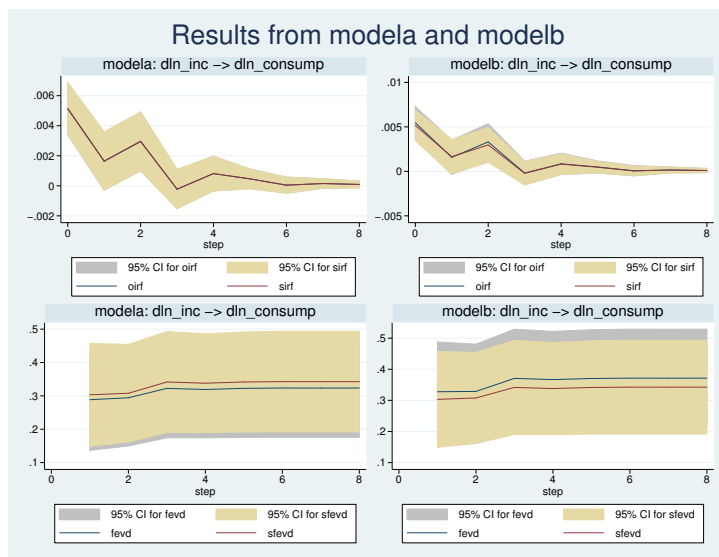 Results from modela and modelb
modela: dln_inc −> dln_consump
.006
.004
.002
0
−.002
0 2 4 6 8
step
95% CI for oirf 95% CI for sirf
oirf sirf
modelb: dln_inc −> dln_consump
.01
.005
0
−.005
0 2 4 6 8
step
95% CI for oirf 95% CI for sirf
oirf sirf
modela: dln_inc −> dln_consump
.5
.4
.3
.2
.1
0 2 4 6 8
step
95% CI for fevd 95% CI for sfevd
fevd sfevd
modelb: dln_inc −> dln_consump
.5
.4
.3
.2
.1
0 2 4 6 8
step
95% CI for fevd 95% CI for sfevd
fevd sfevd